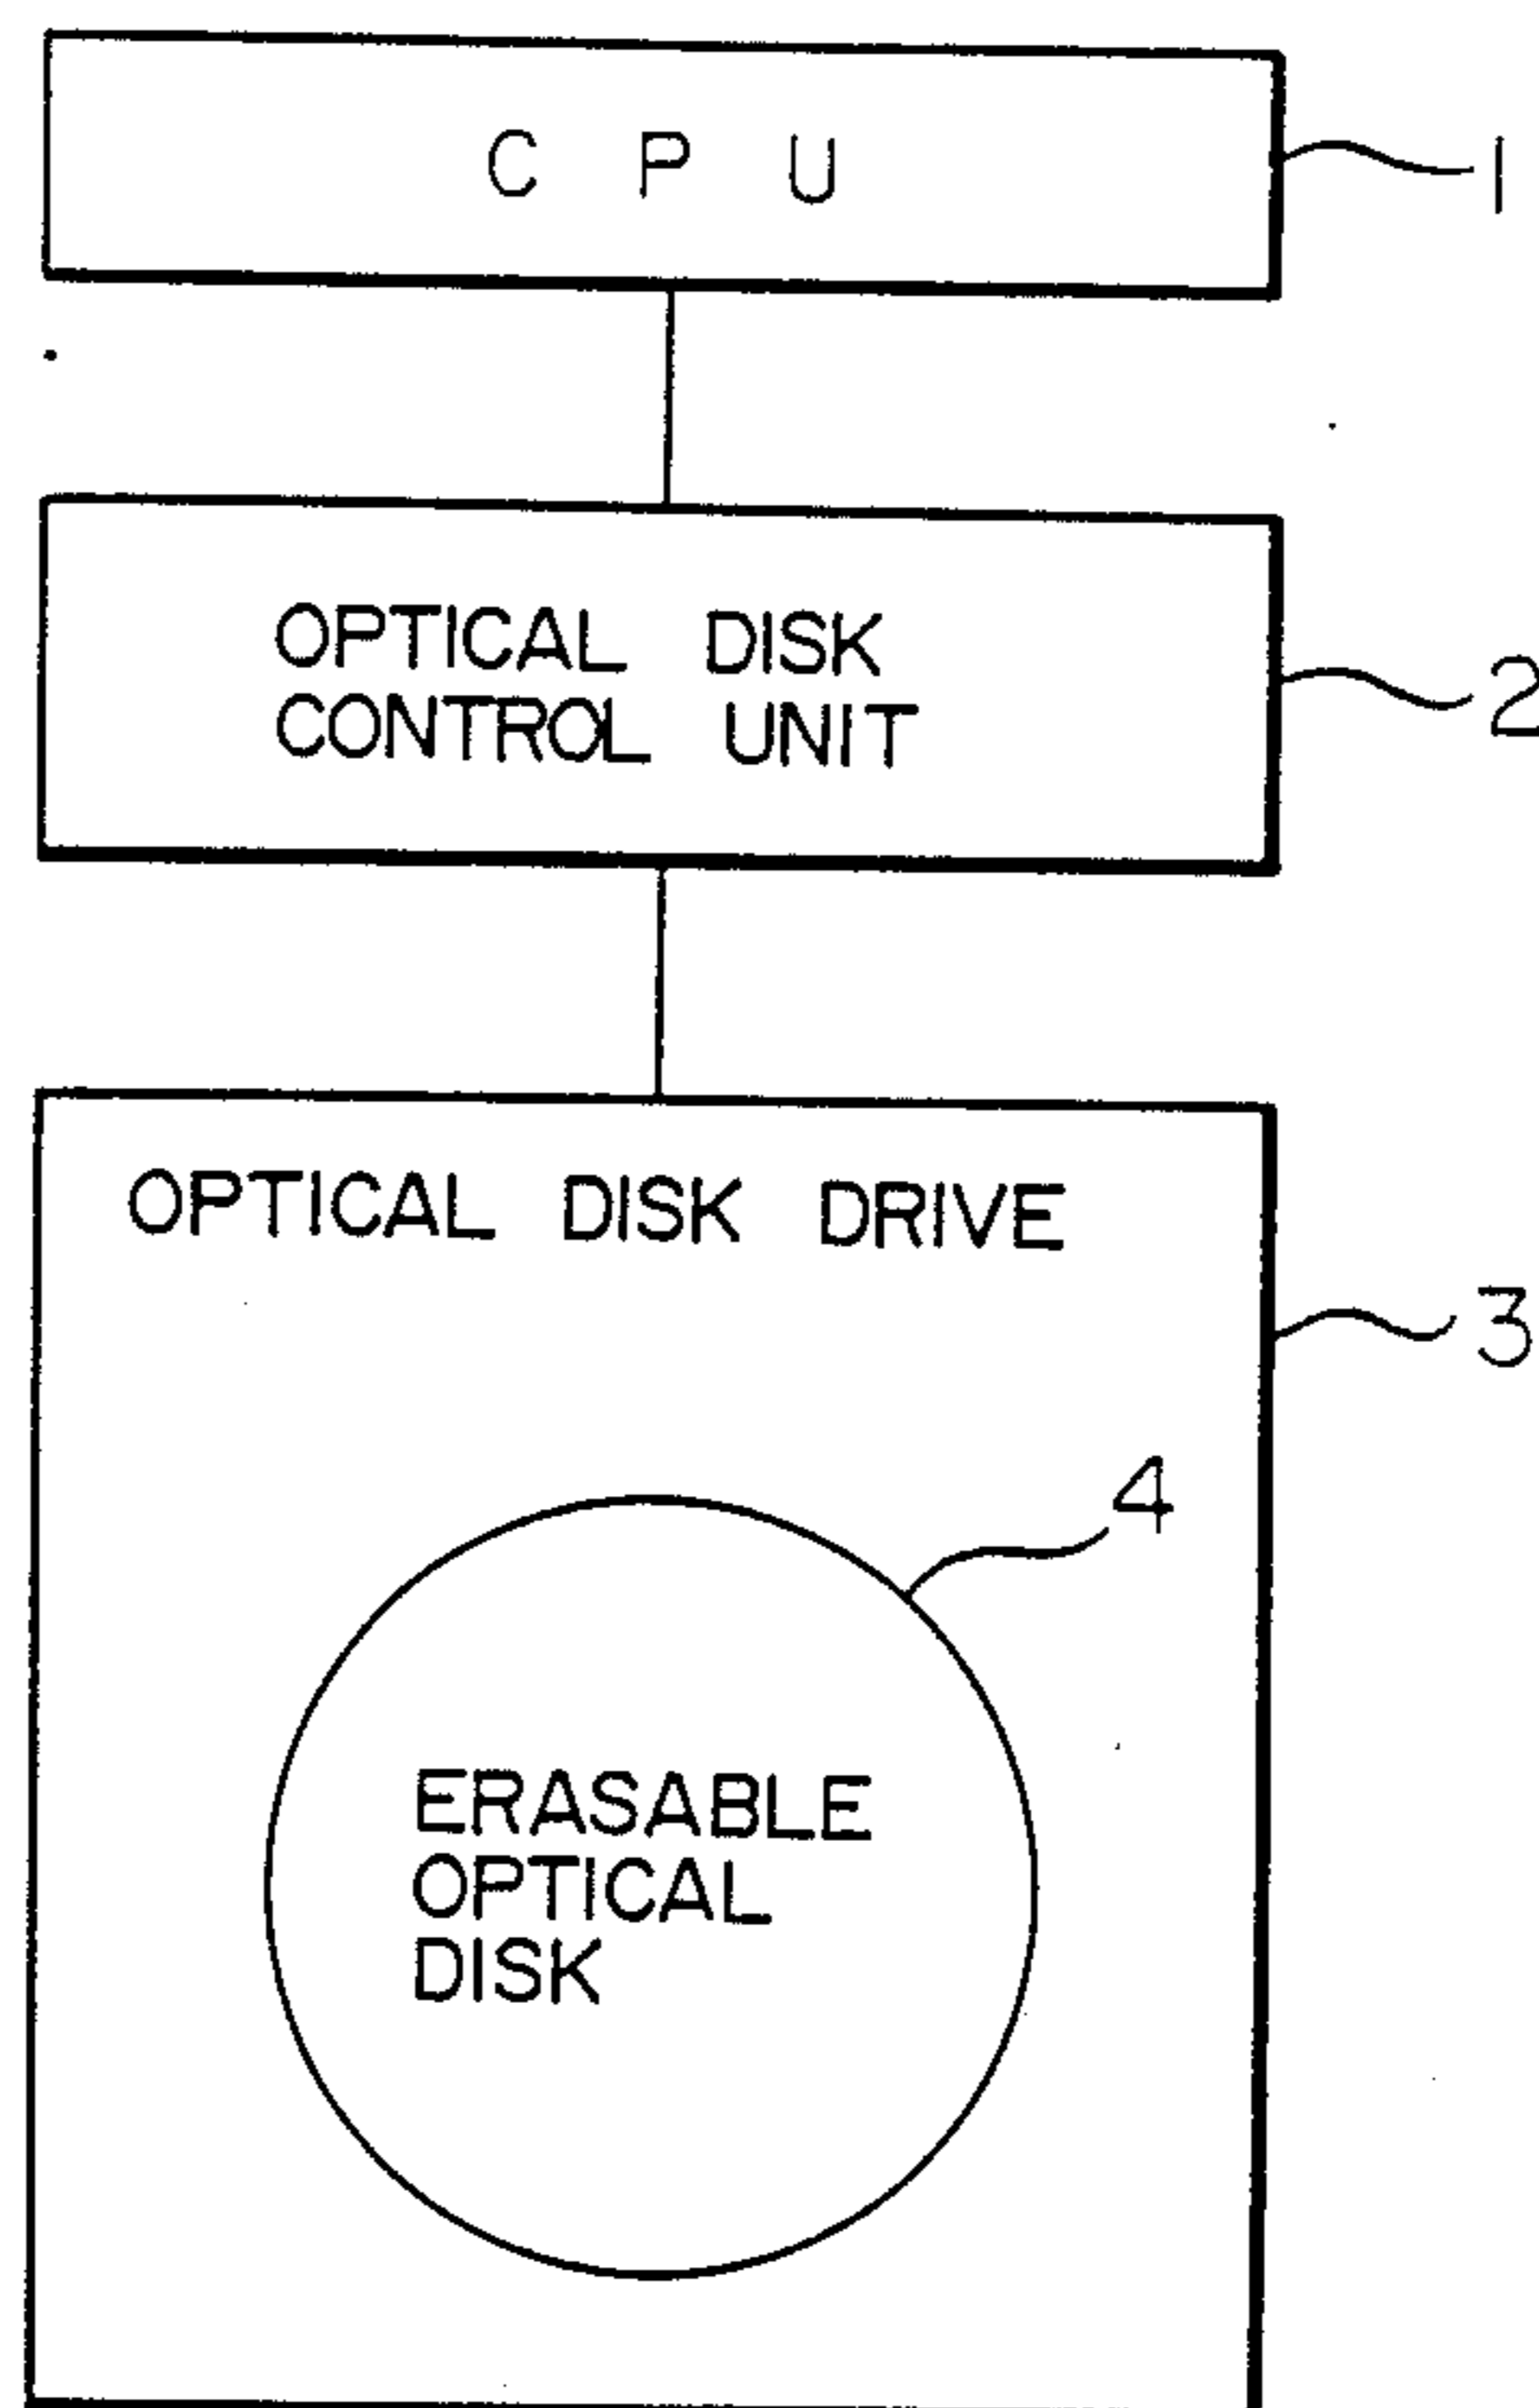 C P U
1
OPTICAL DISK
CONTROL UNIT
2
OPTICAL DISK DRIVE
3
4
ERASABLE
OPTICAL
DISK